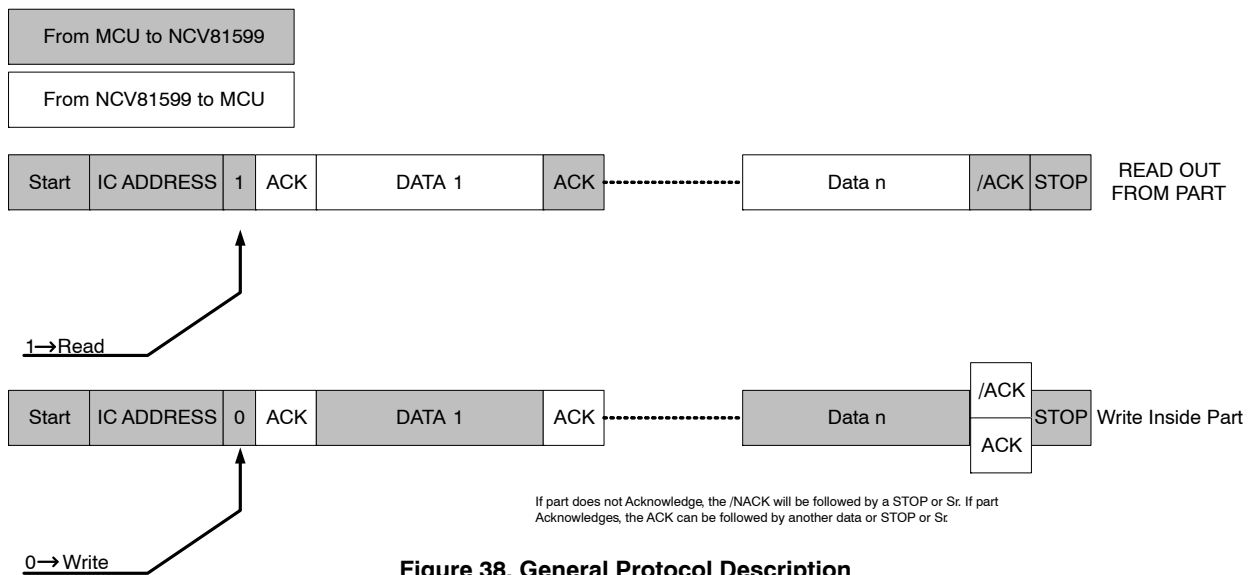 From MCU to NCV81599
From NCV81599 to MCU
Start IC ADDRESS 1 ACK DATA 1 ACK Data n /ACK STOP READ OUT
FROM PART
1→Read
Start IC ADDRESS 0 ACK DATA 1 ACK Data n /ACK STOP Write Inside Part
ACK
If part does not Acknowledge, the /NACK will be followed by a STOP or Sr. If part
Acknowledges, the ACK can be followed by another data or STOP or Sr.
0→Write
Figure 38. General Protocol Description